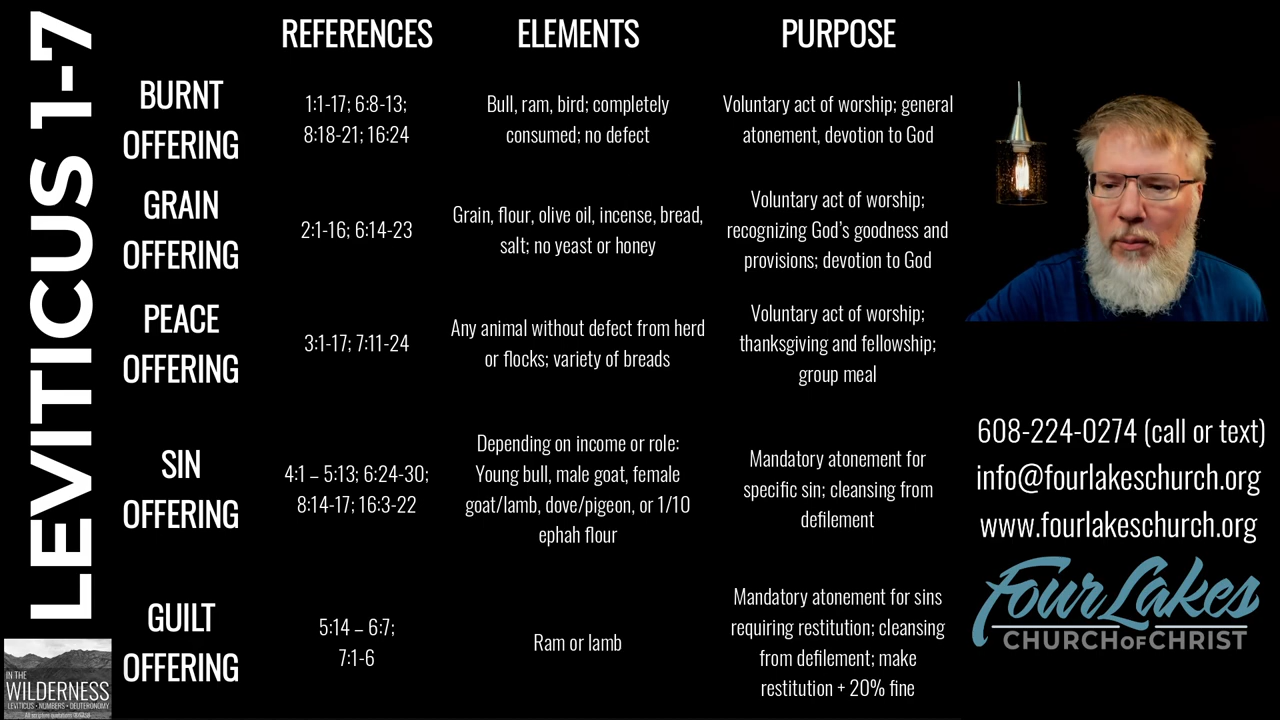 LEVITICUS 1-7
REFERENCES
ELEMENTS
PURPOSE
BURNT
OFFERING
1:1-17; 6:8-13;
8:18-21; 16:24
Bull, ram, bird; completely
consumed; no defect
Voluntary act of worship; general
atonement, devotion to God
GRAIN
OFFERING
2:1-16; 6:14-23
Grain, flour, olive oil, incense, bread,
salt; no yeast or honey
Voluntary act of worship;
recognizing God’s goodness and
provisions; devotion to God
PEACE
OFFERING
3:1-17; 7:11-24
Any animal without defect from herd
or flocks; variety of breads
Voluntary act of worship;
thanksgiving and fellowship;
group meal
SIN
OFFERING
4:1 – 5:13; 6:24-30;
8:14-17; 16:3-22
Depending on income or role:
Young bull, male goat, female
goat/lamb, dove/pigeon, or 1/10
ephah flour
Mandatory atonement for
specific sin; cleansing from
defilement
GUILT
OFFERING
5:14 – 6:7;
7:1-6
Ram or lamb
Mandatory atonement for sins
requiring restitution; cleansing
from defilement; make
restitution + 20% fine
608-224-0274 (call or text)
info@fourlakeschurch.org
www.fourlakeschurch.org
Four Lakes
CHURCH OF CHRIST
IN THE
WILDERNESS
LEVITICUS • NUMBERS • DEUTERONOMY
All scripture quotations